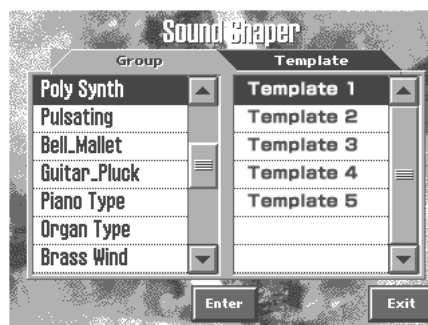 Sound Shaper
Group Template
Poly Synth Template 1
Pulsating Template 2
Bell_Mallet Template 3
Guitar_Pluck Template 4
Piano Type Template 5
Organ Type
Brass Wind
Enter Exit